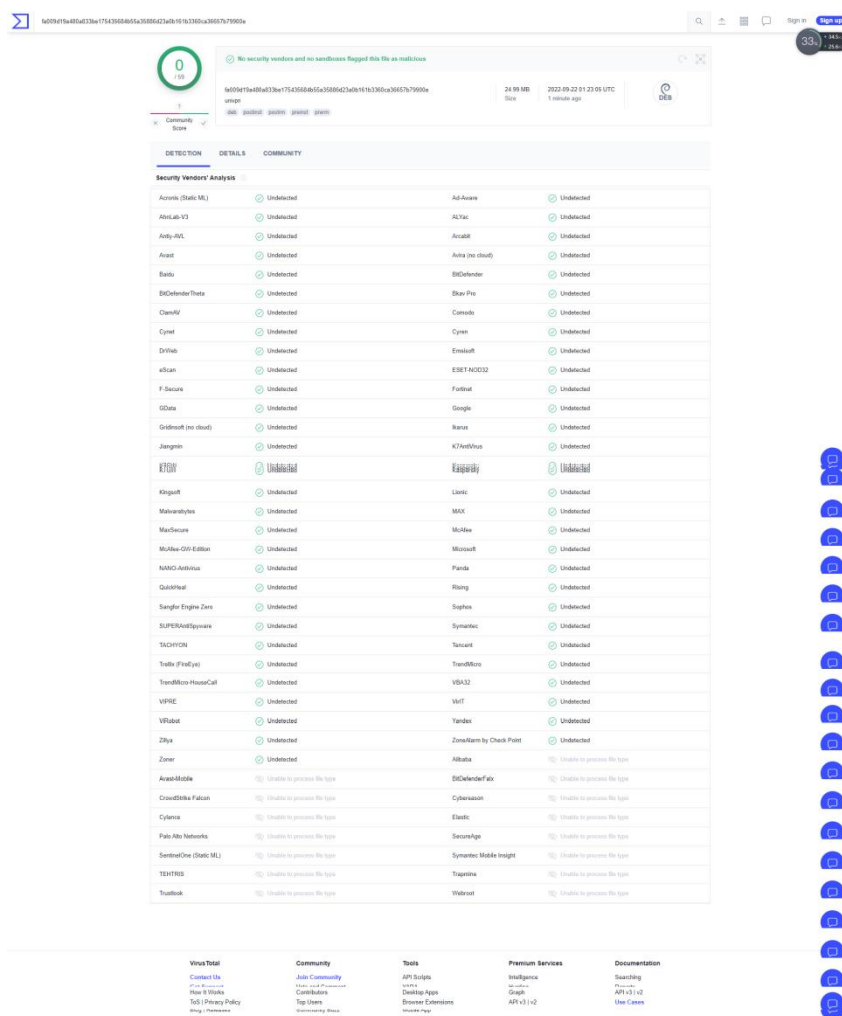 Sign in Sign up
33%
0
/ 59
No security vendors and no sandboxes flagged this file as malicious
univpn
24.99 MB
Size
2022-09-22 01:23:05 UTC
1 minute ago
DEB
deb postinst postrm preinst prerm
?
Community
Score
DETECTION DETAILS COMMUNITY
Security Vendors' Analysis
Acronis (Static ML) Undetected Ad-Aware Undetected
AhnLab-V3 Undetected ALYac Undetected
Antiy-AVL Undetected Arcabit Undetected
Avast Undetected Avira (no cloud) Undetected
Baidu Undetected BitDefender Undetected
BitDefenderTheta Undetected Bkav Pro Undetected
ClamAV Undetected Comodo Undetected
Cynet Undetected Cyren Undetected
DrWeb Undetected Emsisoft Undetected
eScan Undetected ESET-NOD32 Undetected
F-Secure Undetected Fortinet Undetected
GData Undetected Google Undetected
Gridinsoft (no cloud) Undetected Ikarus Undetected
Jiangmin Undetected K7AntiVirus Undetected
K7GW Undetected Kaspersky Undetected
Kingsoft Undetected Lionic Undetected
Malwarebytes Undetected MAX Undetected
MaxSecure Undetected McAfee Undetected
McAfee-GW-Edition Undetected Microsoft Undetected
NANO-Antivirus Undetected Panda Undetected
QuickHeal Undetected Rising Undetected
Sangfor Engine Zero Undetected Sophos Undetected
SUPERAntiSpyware Undetected Symantec Undetected
TACHYON Undetected Tencent Undetected
Trellix (FireEye) Undetected TrendMicro Undetected
TrendMicro-HouseCall Undetected VBA32 Undetected
VIPRE Undetected VirIT Undetected
ViRobot Undetected Yandex Undetected
Zillya Undetected ZoneAlarm by Check Point Undetected
Zoner Undetected Alibaba Unable to process file type
Avast-Mobile Unable to process file type BitDefenderFalx Unable to process file type
CrowdStrike Falcon Unable to process file type Cybereason Unable to process file type
Cylance Unable to process file type Elastic Unable to process file type
Palo Alto Networks Unable to process file type SecureAge Unable to process file type
SentinelOne (Static ML) Unable to process file type Symantec Mobile Insight Unable to process file type
TEHTRIS Unable to process file type Trapmine Unable to process file type
Trustlook Unable to process file type Webroot Unable to process file type
VirusTotal Community Tools Premium Services Documentation
Contact Us Join Community API Scripts Intelligence Searching
How It Works Contributors Desktop Apps Graph API v3 | v2
ToS | Privacy Policy Top Users Browser Extensions API v3 | v2 Use Cases